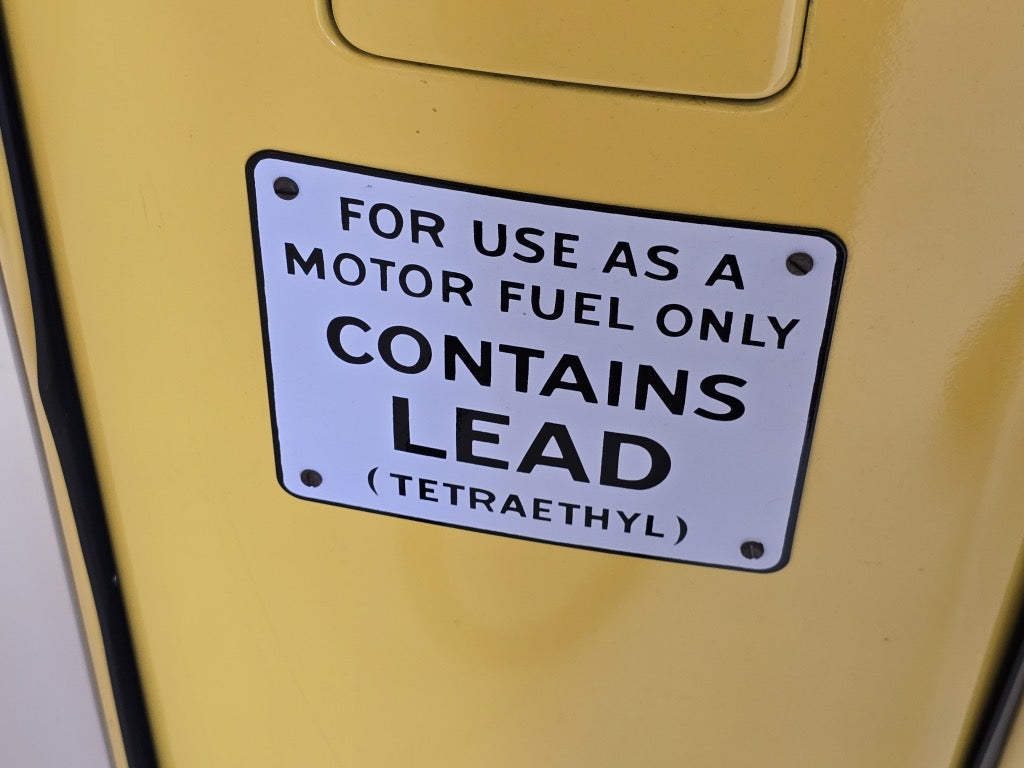 FOR USE AS A
MOTOR FUEL ONLY
CONTAINS
LEAD
(TETRAETHYL)